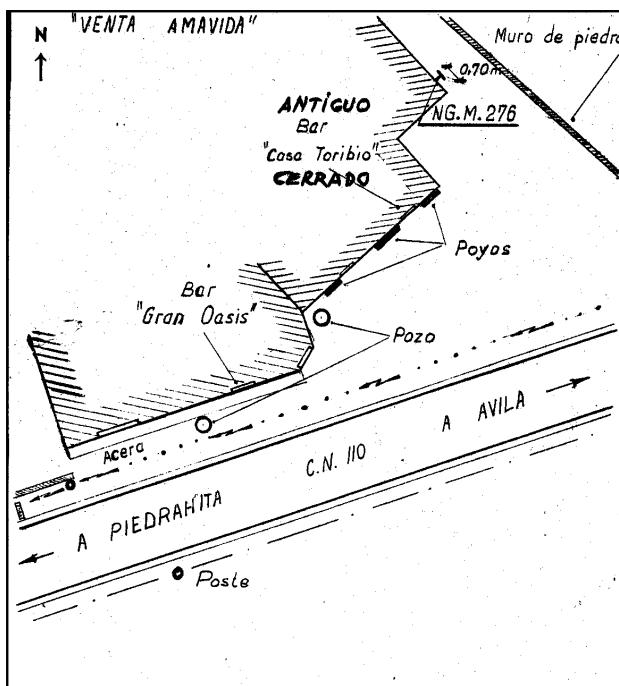 N
"VENTA AMAVIDA"
Muro de piedra
0,70m
ANTÍGUO
Bar
"Casa Toribio"
CERRADO
NG.M.276
Poyos
Bar
"Gran Oasis"
Pozo
Acera
A AVILA
C.N. 110
A PIEDRAHITA
Poste